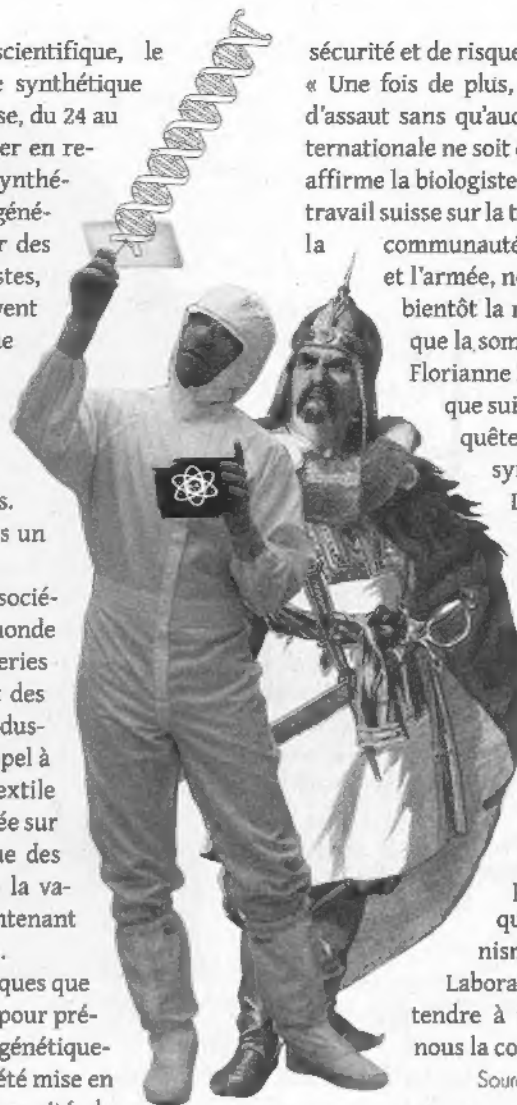 scientifique, le
synthétique
se, du 24 au
er en re-
ynthé-
géné-
r des
stes,
vent
s.
s un
socié-
onde
eries
des
dus-
pel à
extile
ée sur
ue des
la va-
ntenant
ques que
pour pré-
génétique-
été mise en
sécurité et de risque
« Une fois de plus,
d'assaut sans qu'auc
ternationale ne soit
affirme la biologiste
travail suisse sur la t
la communauté
et l'armée, n
bientôt la
que la som
Florianne
que sui
quête
syr
p
qu
nism
Labora
tendre à
nous la co
Sour